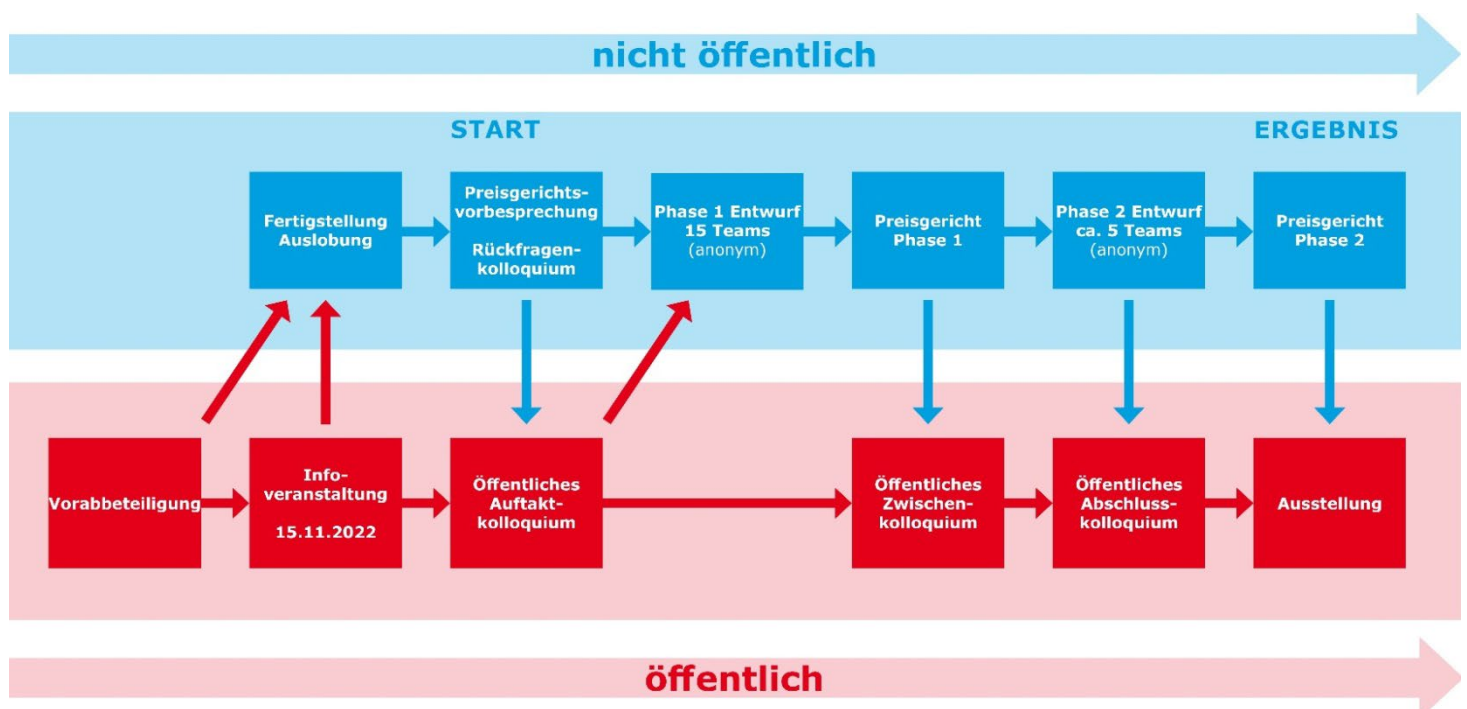 nicht öffentlich
START
ERGEBNIS
Fertigstellung
Auslobung
Preisgerichts-
vorbesprechung
Rückfragen-
kolloquium
Phase 1 Entwurf
15 Teams
(anonym)
Preisgericht
Phase 1
Phase 2 Entwurf
ca. 5 Teams
(anonym)
Preisgericht
Phase 2
Vorabbeteiligung
Info-
veranstaltung
15.11.2022
Öffentliches
Auftakt-
kolloquium
Öffentliches
Zwischen-
kolloquium
Öffentliches
Abschluss-
kolloquium
Ausstellung
öffentlich